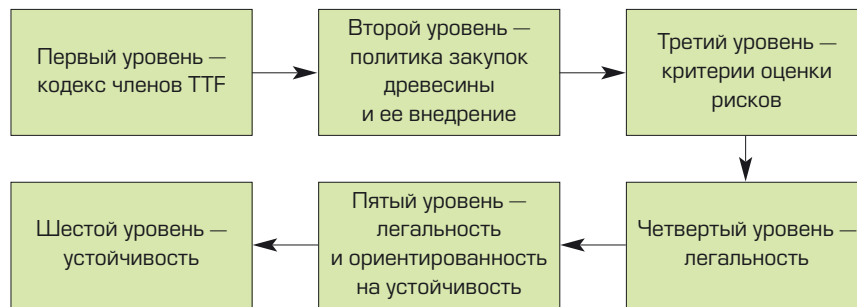 Первый уровень —
кодекс членов TTF
Второй уровень —
политика закупок
древесины
и ее внедрение
Третий уровень —
критерии оценки
рисков
Четвертый уровень —
легальность
Пятый уровень —
легальность
и ориентированность
на устойчивость
Шестой уровень —
устойчивость